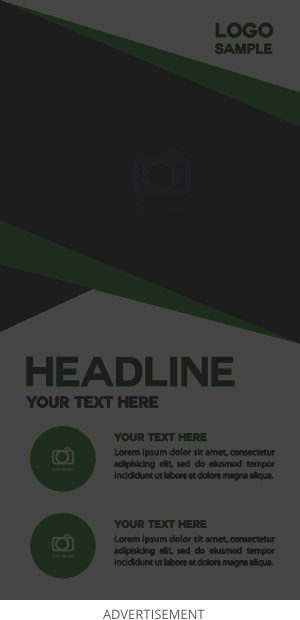 LOGO
SAMPLE
HEADLINE
YOUR TEXT HERE
YOUR TEXT HERE
Lorem ipsum dolor sit amet, consectetur
adipisicing elit, sed do eiusmod tempor
incididunt ut labore et dolore magna aliqua.
YOUR TEXT HERE
Lorem ipsum dolor sit amet, consectetur
adipisicing elit, sed do eiusmod tempor
incididunt ut labore et dolore magna aliqua.
ADVERTISEMENT